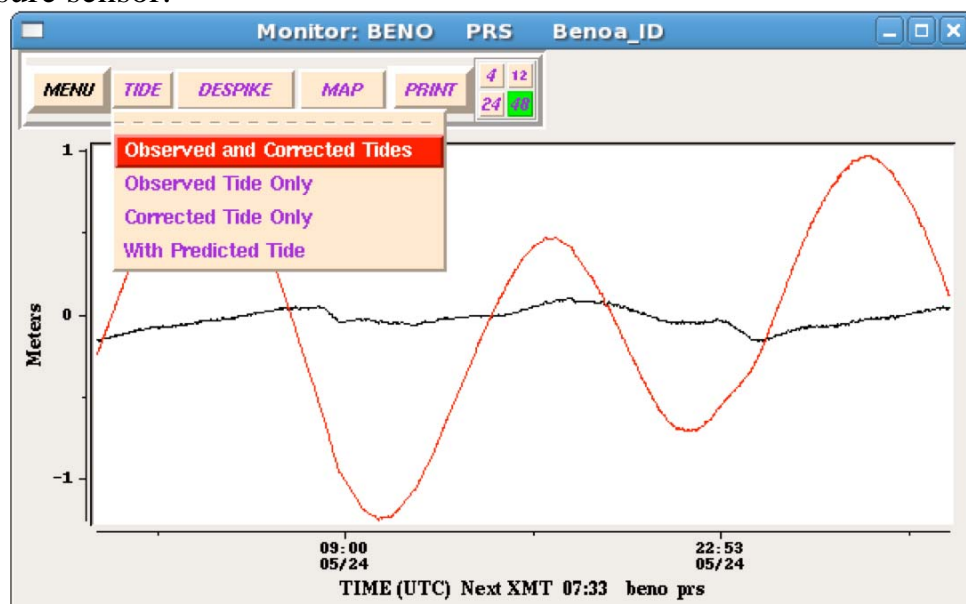 sure sensor.
Monitor: BENO PRS Benoa_ID
MENU TIDE DESPIKE MAP PRINT 4 12
24 48
Observed and Corrected Tides
Observed Tide Only
Corrected Tide Only
With Predicted Tide
1
0
-1
Meters
09:00 22:53
05/24 05/24
TIME (UTC) Next XMT 07:33 beno prs